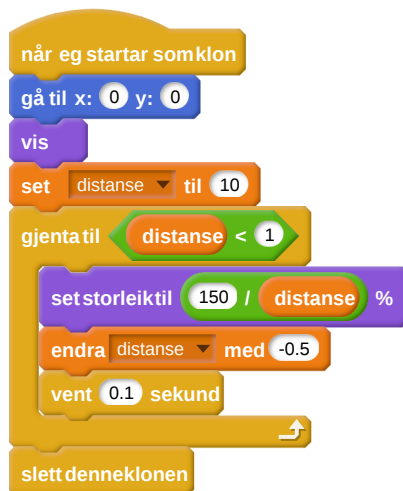 når eg startar som klon
gå til x: 0 y: 0
vis
set distanse til 10
gjenta til distanse < 1
set storleik til 150 / distanse %
endra distanse med -0.5
vent 0.1 sekund
slett denne klonen